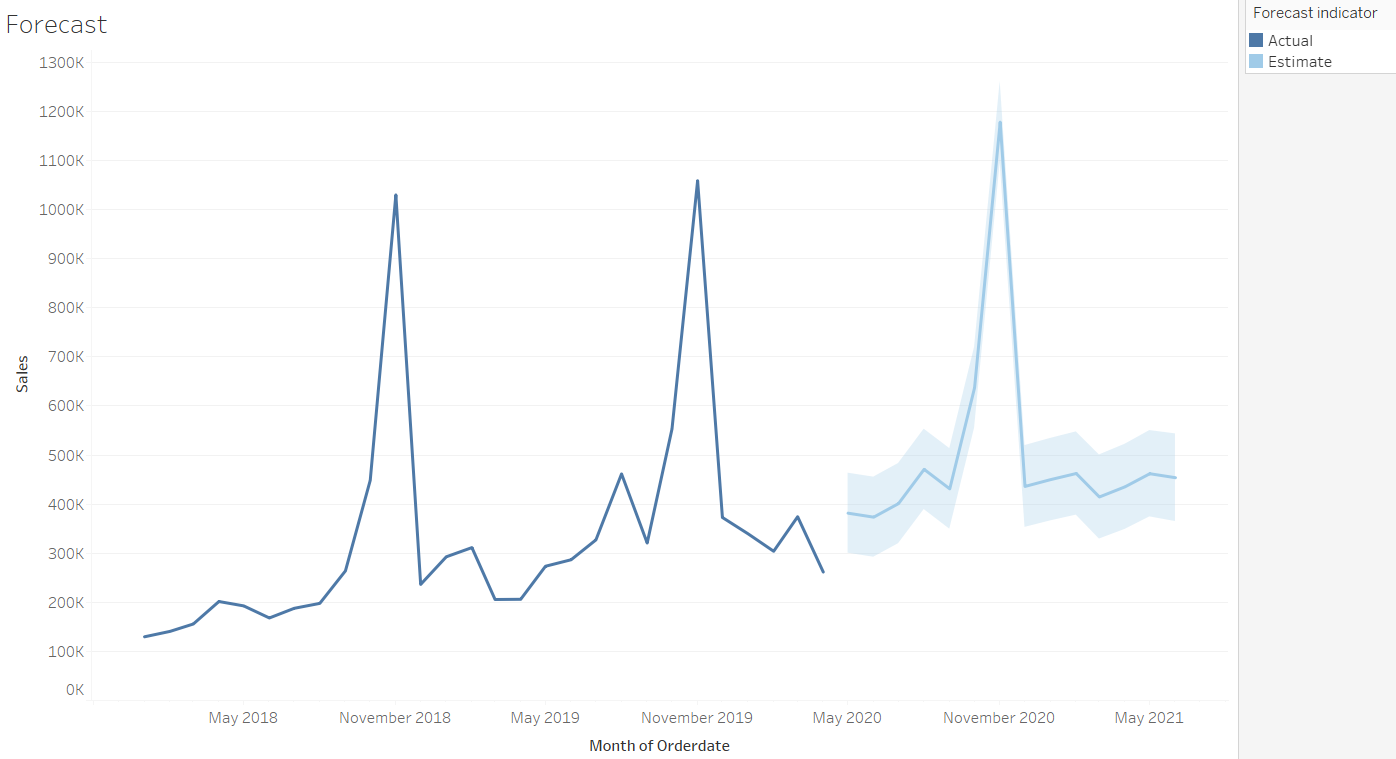 Forecast
Forecast indicator
Actual
Estimate
1300K
1200K
1100K
1000K
900K
800K
700K
600K
500K
400K
300K
200K
100K
0K
Sales
May 2018 November 2018 May 2019 November 2019 May 2020 November 2020 May 2021
Month of Orderdate